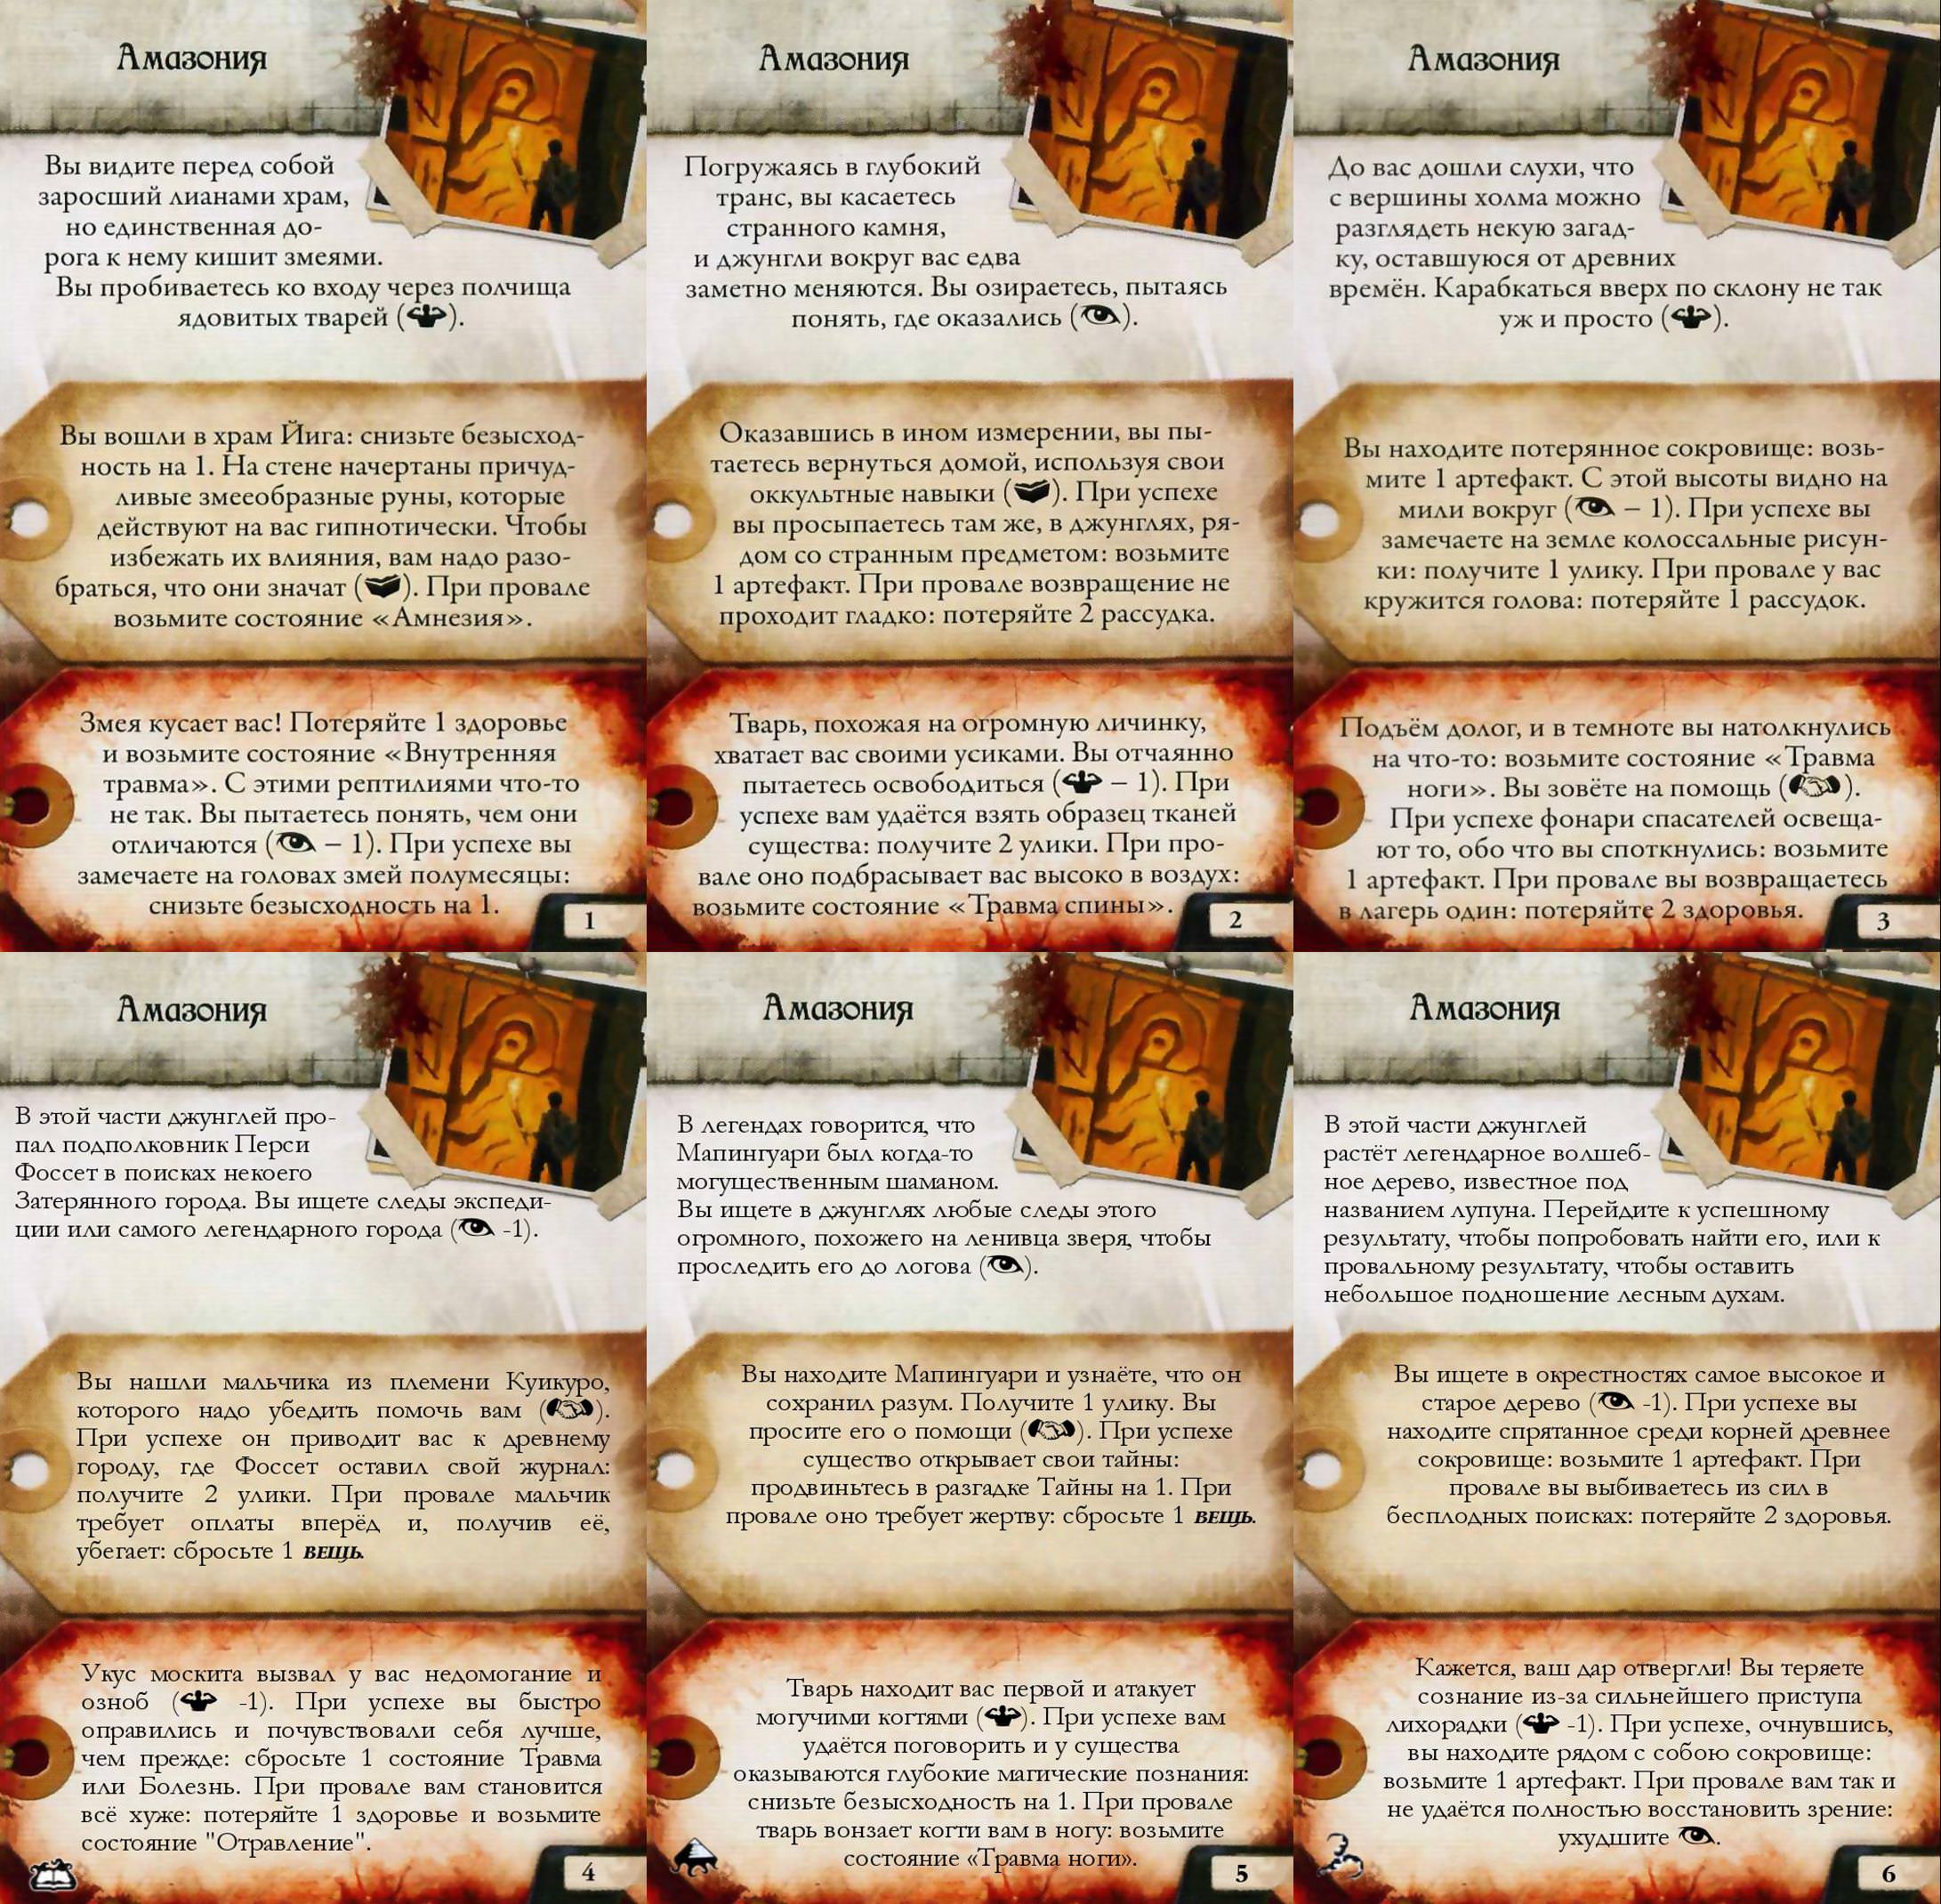 Амазония
Вы видите перед собой
заросший лианами храм,
но единственная до-
рога к нему кишит змеями.
Вы пробиваетесь ко входу через полчища
ядовитых тварей ( ).
Вы вошли в храм Йига: снизьте безысход-
ность на 1. На стене начертаны причуд-
ливые змееобразные руны, которые
действуют на вас гипнотически. Чтобы
избежать их влияния, вам надо разо-
браться, что они значат ( ). При провале
возьмите состояние «Амнезия».
Змея кусает вас! Потеряйте 1 здоровье
и возьмите состояние «Внутренняя
травма». С этими рептилиями что-то
не так. Вы пытаетесь понять, чем они
отличаются ( – 1). При успехе вы
замечаете на головах змей полумесяцы:
снизьте безысходность на 1.
1
Амазония
Погружаясь в глубокий
транс, вы касаетесь
странного камня,
и джунгли вокруг вас едва
заметно меняются. Вы озираетесь, пытаясь
понять, где оказались ( ).
Оказавшись в ином измерении, вы пы-
таетесь вернуться домой, используя свои
оккультные навыки ( ). При успехе
вы просыпаетесь там же, в джунглях, ря-
дом со странным предметом: возьмите
1 артефакт. При провале возвращение не
проходит гладко: потеряйте 2 рассудка.
Тварь, похожая на огромную личинку,
хватает вас своими усиками. Вы отчаянно
пытаетесь освободиться ( – 1). При
успехе вам удаётся взять образец тканей
существа: получите 2 улики. При про-
вале оно подбрасывает вас высоко в воздух:
возьмите состояние «Травма спины».
2
Амазония
До вас дошли слухи, что
с вершины холма можно
разглядеть некую загад-
ку, оставшуюся от древних
времён. Карабкаться вверх по склону не так
уж и просто ( ).
Вы находите потерянное сокровище: возь-
мите 1 артефакт. С этой высоты видно на
мили вокруг ( – 1). При успехе вы
замечаете на земле колоссальные рисун-
ки: получите 1 улику. При провале у вас
кружится голова: потеряйте 1 рассудок.
Подъём долог, и в темноте вы натолкнулись
на что-то: возьмите состояние «Травма
ноги». Вы зовёте на помощь ( ).
При успехе фонари спасателей освеща-
ют то, обо что вы споткнулись: возьмите
1 артефакт. При провале вы возвращаетесь
в лагерь один: потеряйте 2 здоровья.
3
Амазония
В этой части джунглей про-
пал подполковник Перси
Фоссет в поисках некоего
Затерянного города. Вы ищете следы экспеди-
ции или самого легендарного города ( -1).
Вы нашли мальчика из племени Куикуро,
которого надо убедить помочь вам ( ).
При успехе он приводит вас к древнему
городу, где Фоссет оставил свой журнал:
получите 2 улики. При провале мальчик
требует оплаты вперёд и, получив её,
убегает: сбросьте 1 ВЕЩЬ.
Укус москита вызвал у вас недомогание и
озноб ( -1). При успехе вы быстро
оправились и почувствовали себя лучше,
чем прежде: сбросьте 1 состояние Травма
или Болезнь. При провале вам становится
всё хуже: потеряйте 1 здоровье и возьмите
состояние "Отравление".
4
Амазония
В легендах говорится, что
Мапингуари был когда-то
могущественным шаманом.
Вы ищете в джунглях любые следы этого
огромного, похожего на ленивца зверя, чтобы
проследить его до логова ( ).
Вы находите Мапингуари и узнаёте, что он
сохранил разум. Получите 1 улику. Вы
просите его о помощи ( ). При успехе
существо открывает свои тайны:
продвиньтесь в разгадке Тайны на 1. При
провале оно требует жертву: сбросьте 1 ВЕЩЬ.
Тварь находит вас первой и атакует
могучими когтями ( ). При успехе вам
удаётся поговорить и у существа
оказываются глубокие магические познания:
снизьте безысходность на 1. При провале
тварь вонзает когти вам в ногу: возьмите
состояние «Травма ноги».
5
Амазония
В этой части джунглей
растёт легендарное волшеб-
ное дерево, известное под
названием лупуна. Перейдите к успешному
результату, чтобы попробовать найти его, или к
провальному результату, чтобы оставить
небольшое подношение лесным духам.
Вы ищете в окрестностях самое высокое и
старое дерево ( -1). При успехе вы
находите спрятанное среди корней древнее
сокровище: возьмите 1 артефакт. При
провале вы выбиваетесь из сил в
бесплодных поисках: потеряйте 2 здоровья.
Кажется, ваш дар отвергли! Вы теряете
сознание из-за сильнейшего приступа
лихорадки ( -1). При успехе, очнувшись,
вы находите рядом с собою сокровище:
возьмите 1 артефакт. При провале вам так и
не удаётся полностью восстановить зрение:
ухудшите .
6